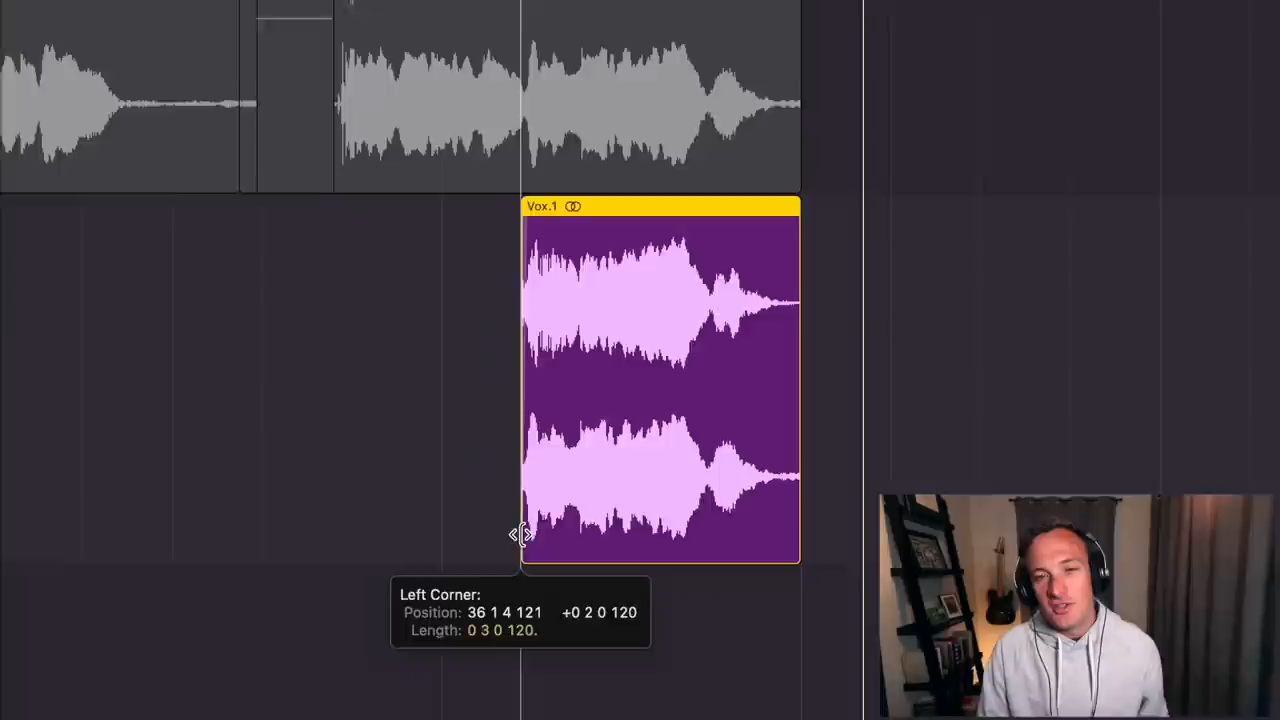 Vox.1
Left Corner:
Position: 36 1 4 121 +0 2 0 120
Length: 0 3 0 120.